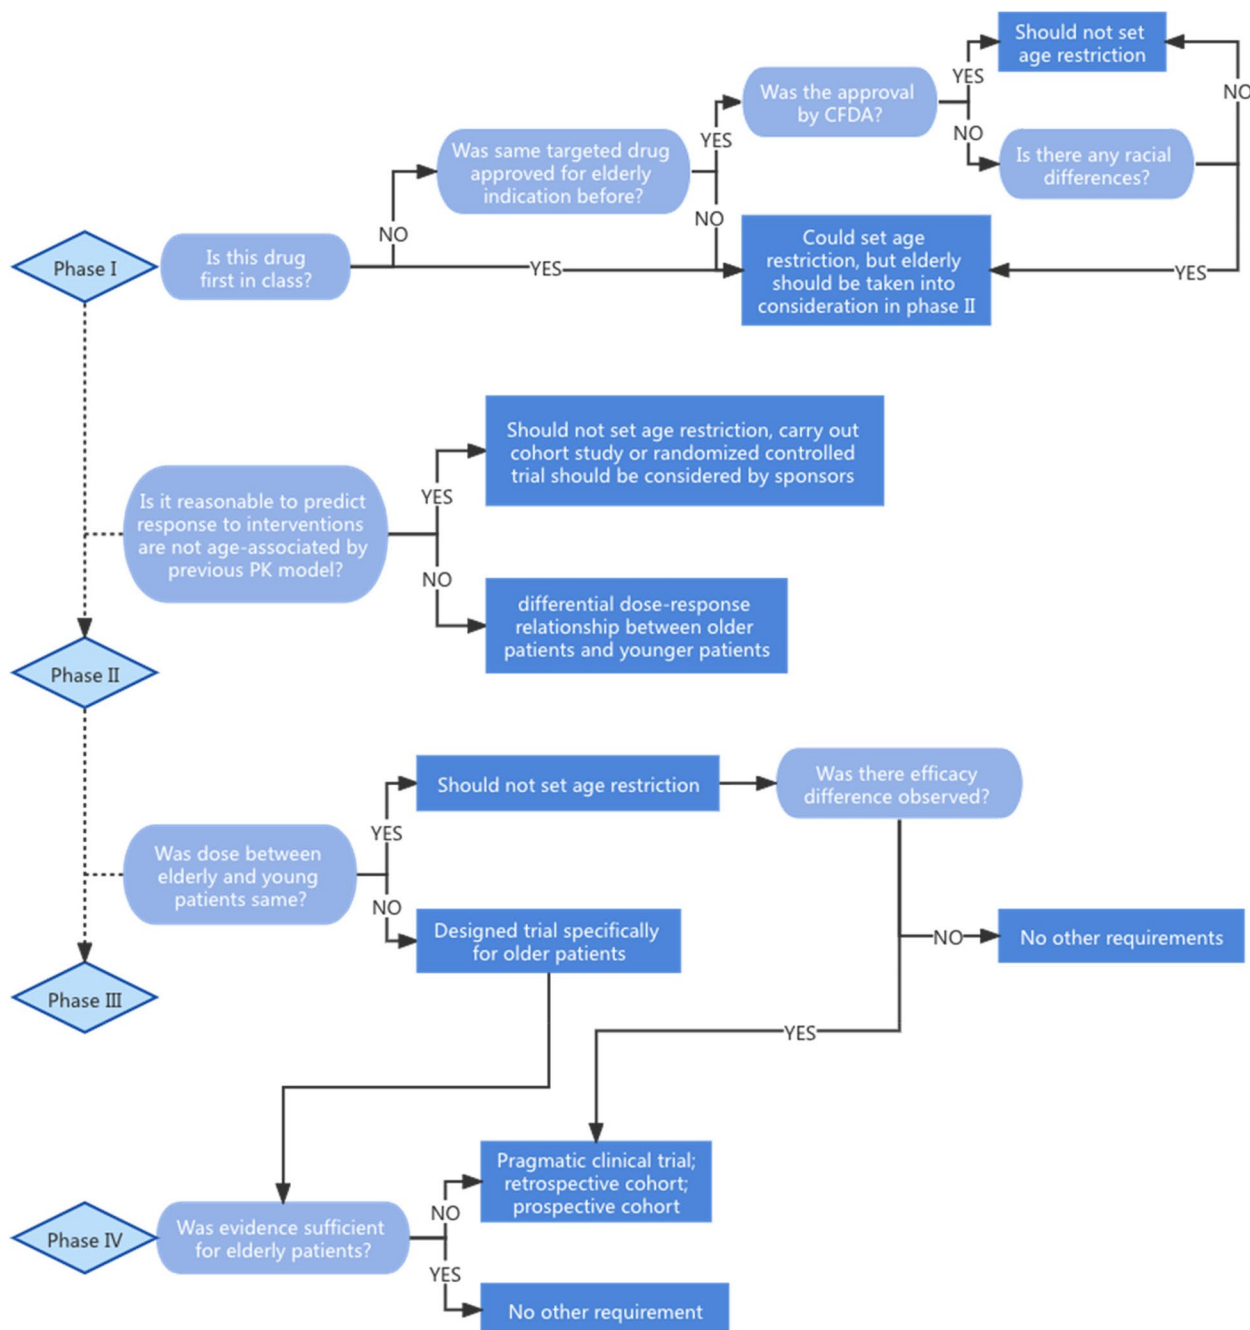 Should not set
age restriction
YES
NO
Was the approval
by CFDA?
YES
NO
Was same targeted drug
approved for elderly
indication before?
Is there any racial
differences?
NO
NO
Phase I
Is this drug
first in class?
YES
Could set age
restriction, but elderly
should be taken into
consideration in phase II
YES
Should not set age restriction, carry out
cohort study or randomized controlled
trial should be considered by sponsors
YES
Is it reasonable to predict
response to interventions
are not age-associated by
previous PK model?
NO
differential dose-response
relationship between older
patients and younger patients
Phase II
Should not set age restriction
Was there efficacy
difference observed?
YES
Was dose between
elderly and young
patients same?
NO
Designed trial specifically
for older patients
NO
No other requirements
Phase III
YES
Pragmatic clinical trial;
retrospective cohort;
prospective cohort
NO
Phase IV
Was evidence sufficient
for elderly patients?
YES
No other requirement